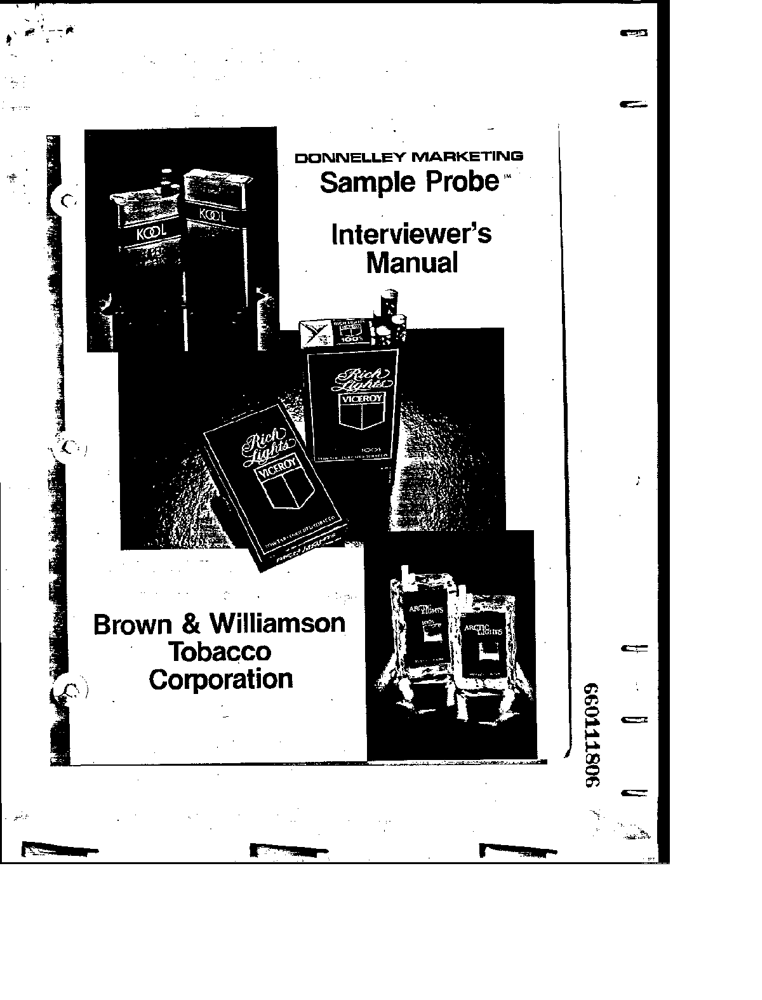 DONNELLEY MARKETING
Sample Probe™
Interviewer's
Manual
KOOL
KOOL
Rich
Lights
VICEROY
100's
Rich
Lights
VICEROY
Brown & Williamson
Tobacco
Corporation
ARCTIC
LIGHTS
ARCTIC
LIGHTS
660111806